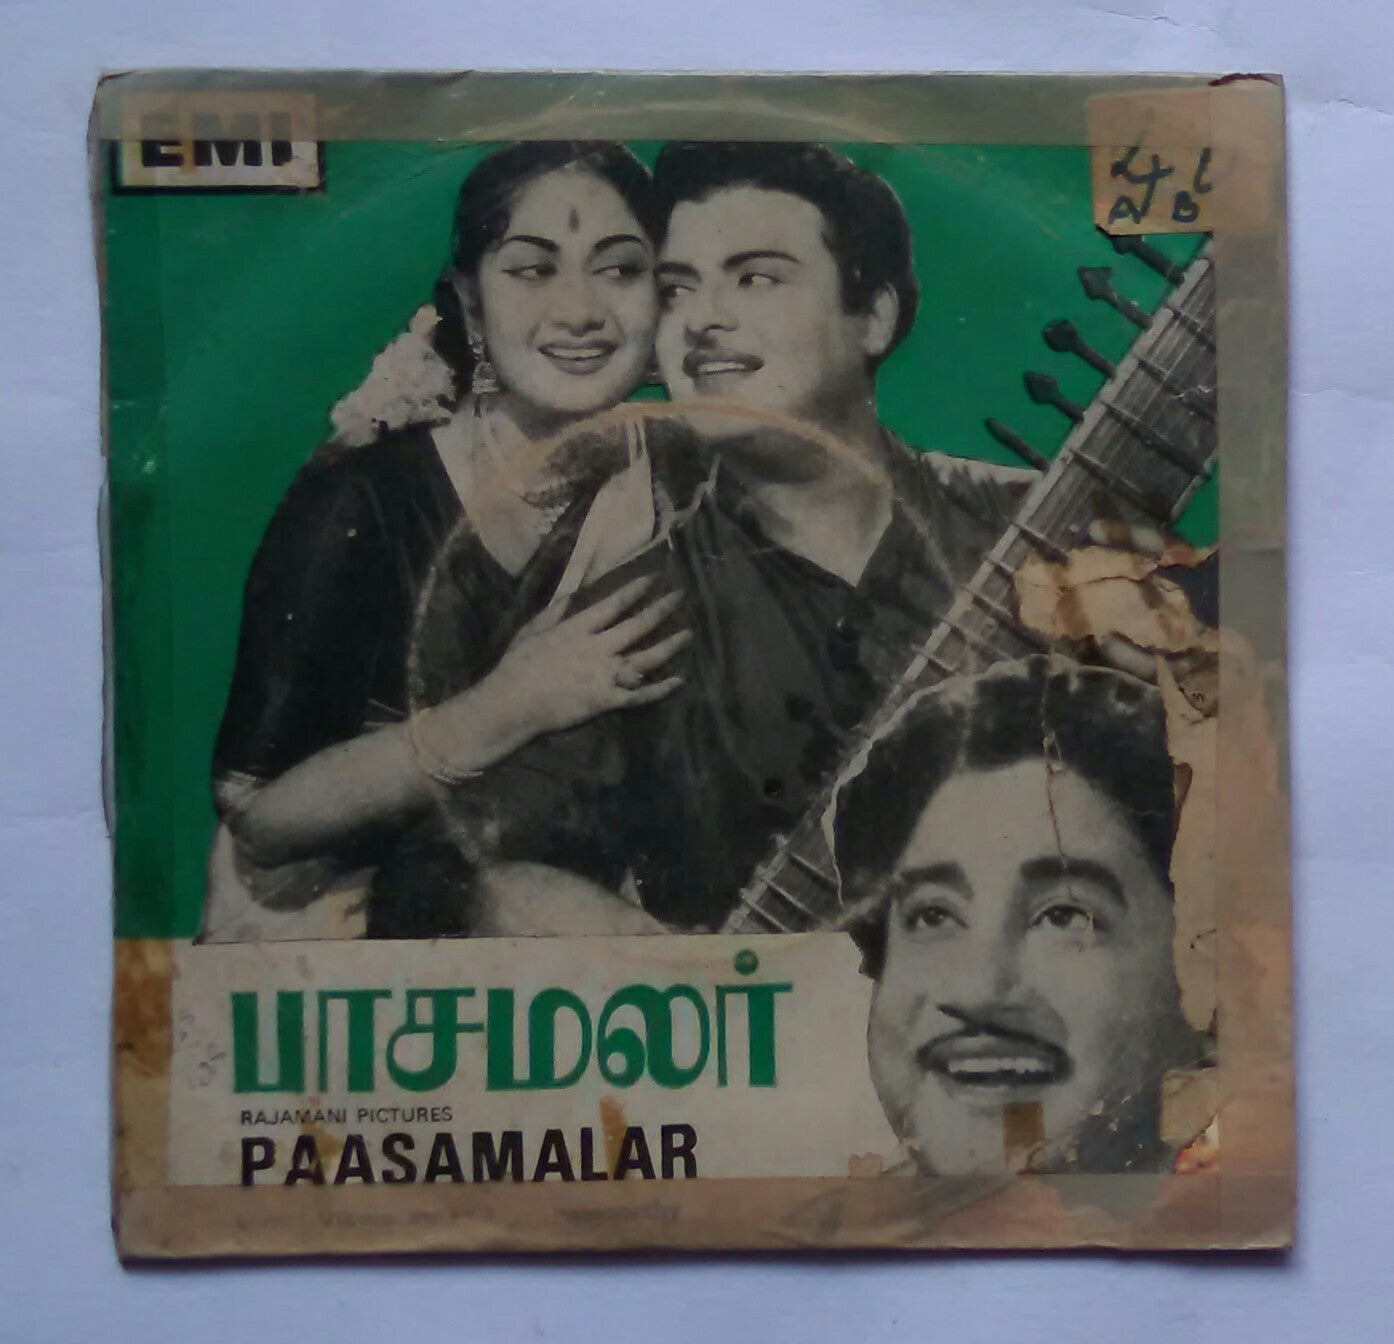 EMI
பாசமலர்
RAJAMANI PICTURES
PAASAMALAR